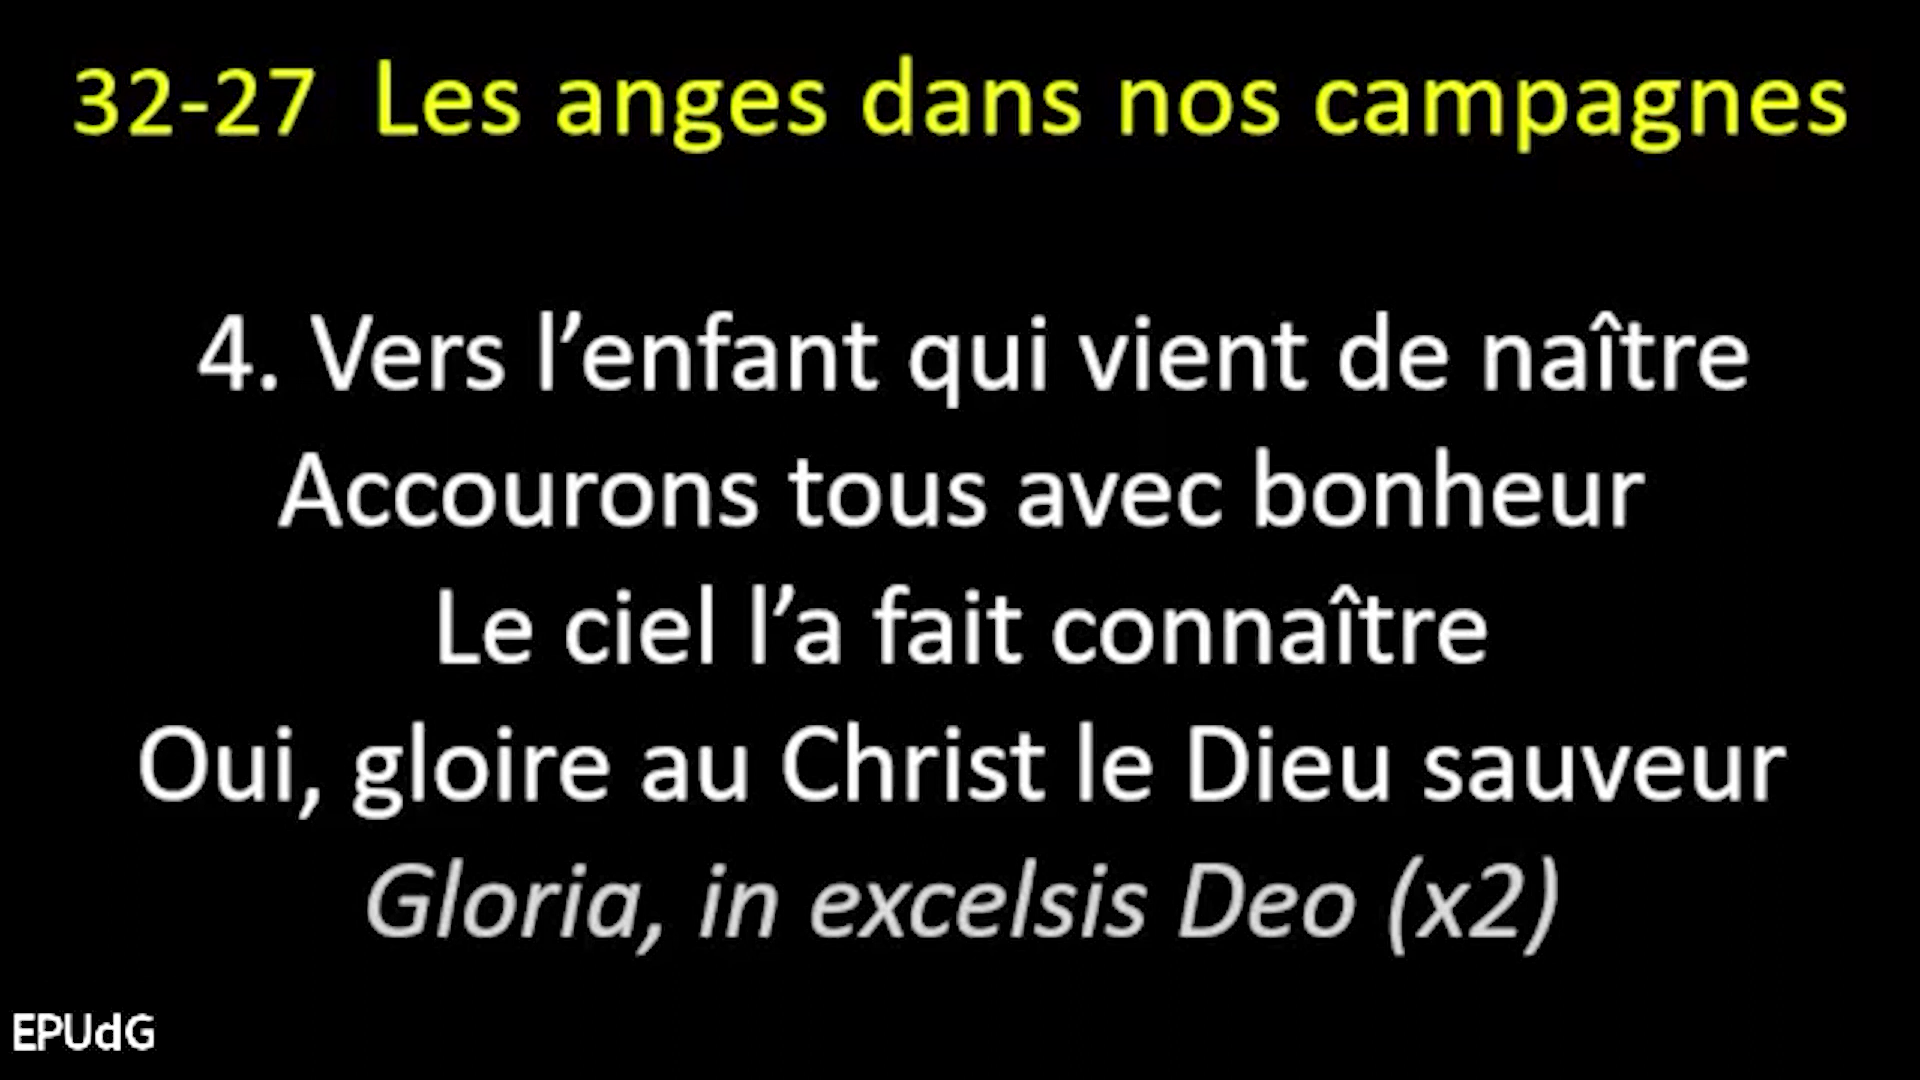 32-27 Les anges dans nos campagnes
4. Vers l’enfant qui vient de naître
Accourons tous avec bonheur
Le ciel l’a fait connaître
Oui, gloire au Christ le Dieu sauveur
Gloria, in excelsis Deo (x2)
EPUdG